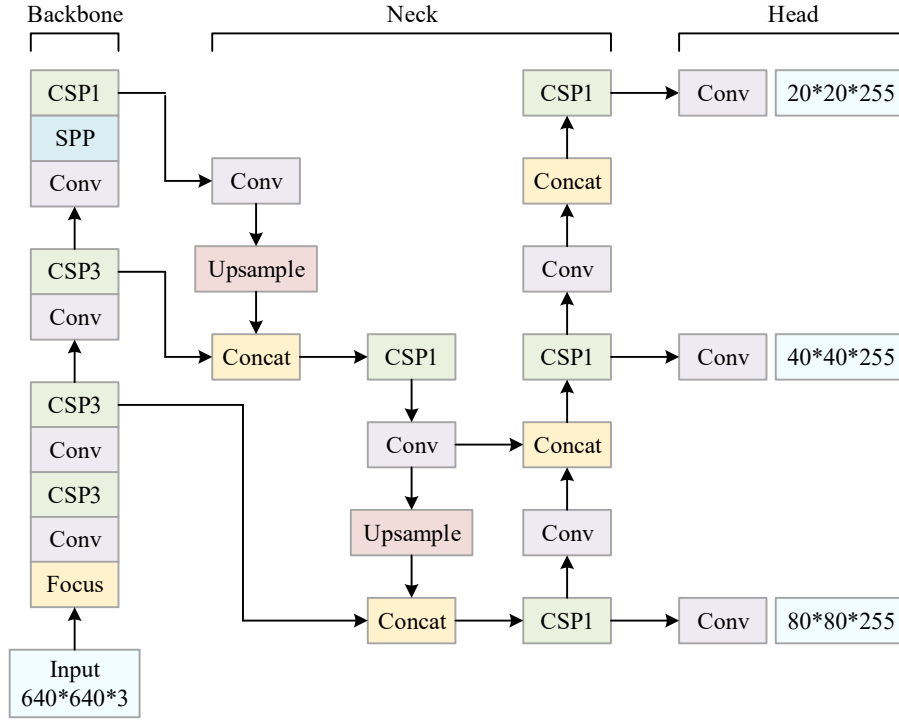 Backbone
Neck
Head
CSP1
SPP
Conv
CSP3
Conv
CSP3
Conv
CSP3
Conv
Focus
Input
640*640*3
Conv
Upsample
Concat
CSP1
Conv
Upsample
Concat
CSP1
Concat
Conv
CSP1
Concat
Conv
CSP1
Conv
20*20*255
Conv
40*40*255
Conv
80*80*255